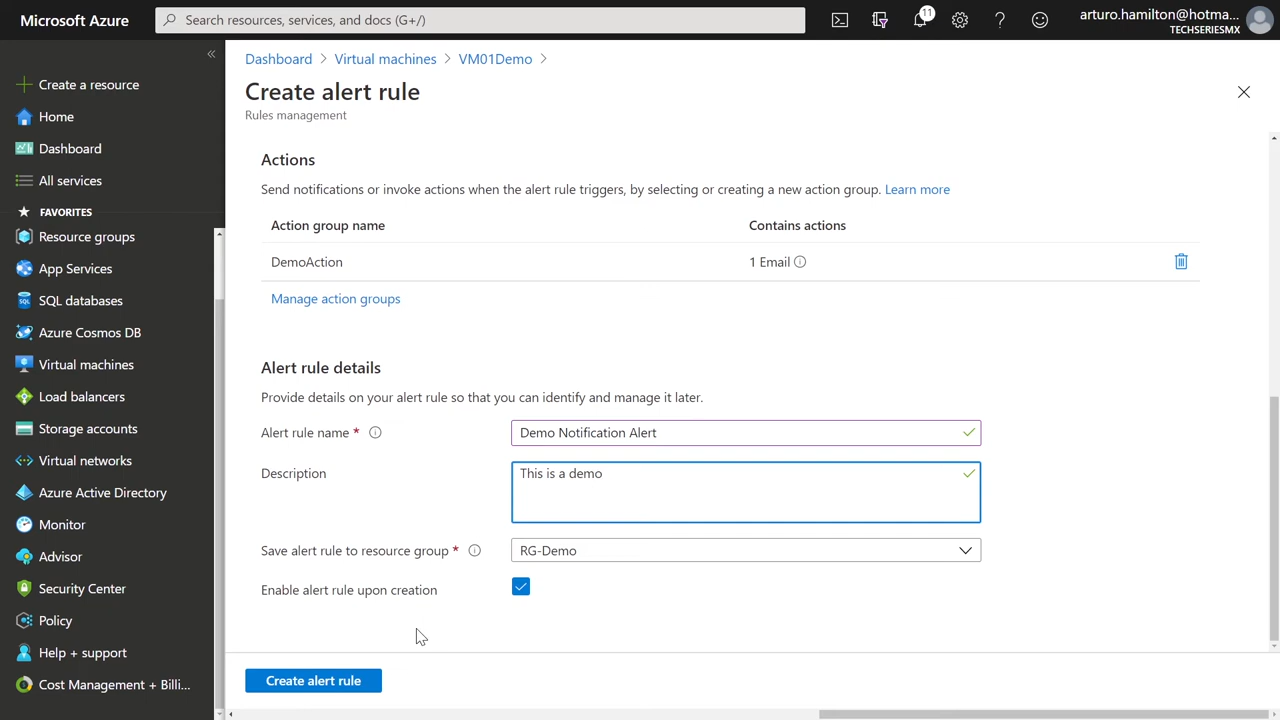 Microsoft Azure
Search resources, services, and docs (G+/)
11
arturo.hamilton@hotma...
TECHSERIESMX
Create a resource
Home
Dashboard
All services
FAVORITES
Resource groups
App Services
SQL databases
Azure Cosmos DB
Virtual machines
Load balancers
Storage accounts
Virtual networks
Azure Active Directory
Monitor
Advisor
Security Center
Policy
Help + support
Cost Management + Billi...
Dashboard > Virtual machines > VM01Demo >
Create alert rule
Rules management
Actions
Send notifications or invoke actions when the alert rule triggers, by selecting or creating a new action group. Learn more
Action group name Contains actions
DemoAction 1 Email
Manage action groups
Alert rule details
Provide details on your alert rule so that you can identify and manage it later.
Alert rule name * Demo Notification Alert
Description This is a demo
Save alert rule to resource group * RG-Demo
Enable alert rule upon creation
Create alert rule